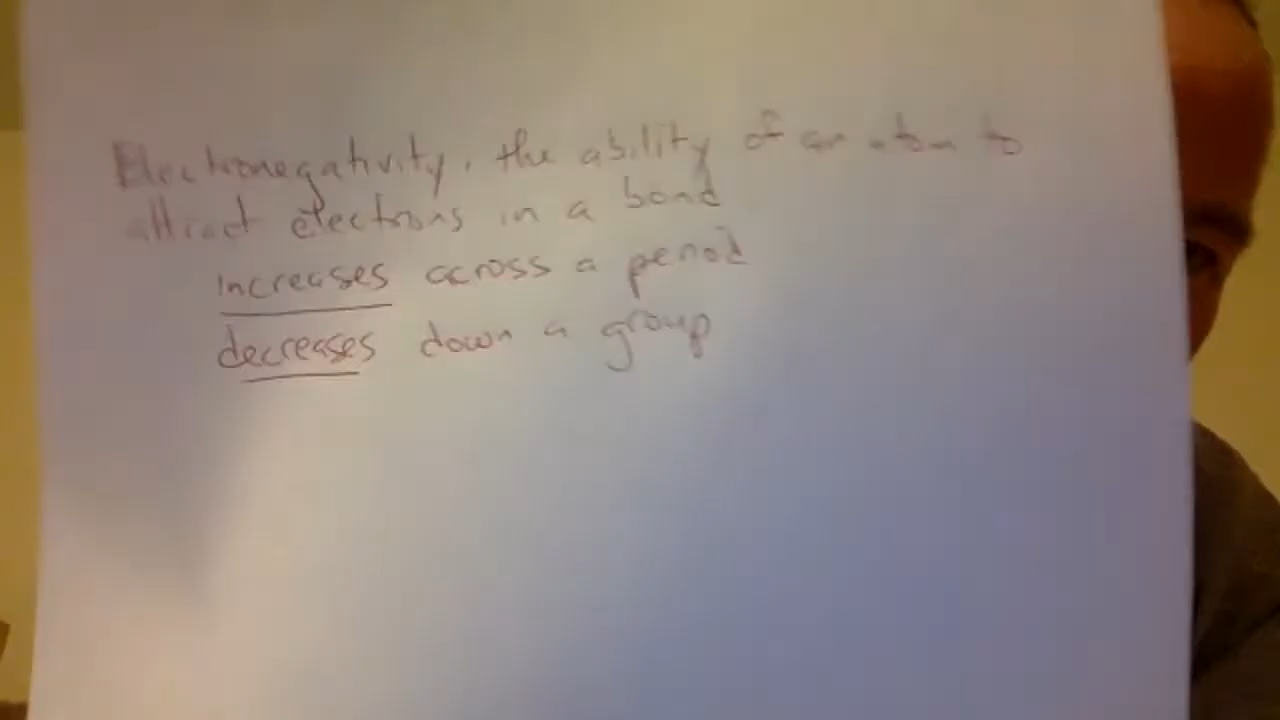 Electronegativity, the ability of an atom to
attract electrons in a bond
increases across a period
decreases down a group